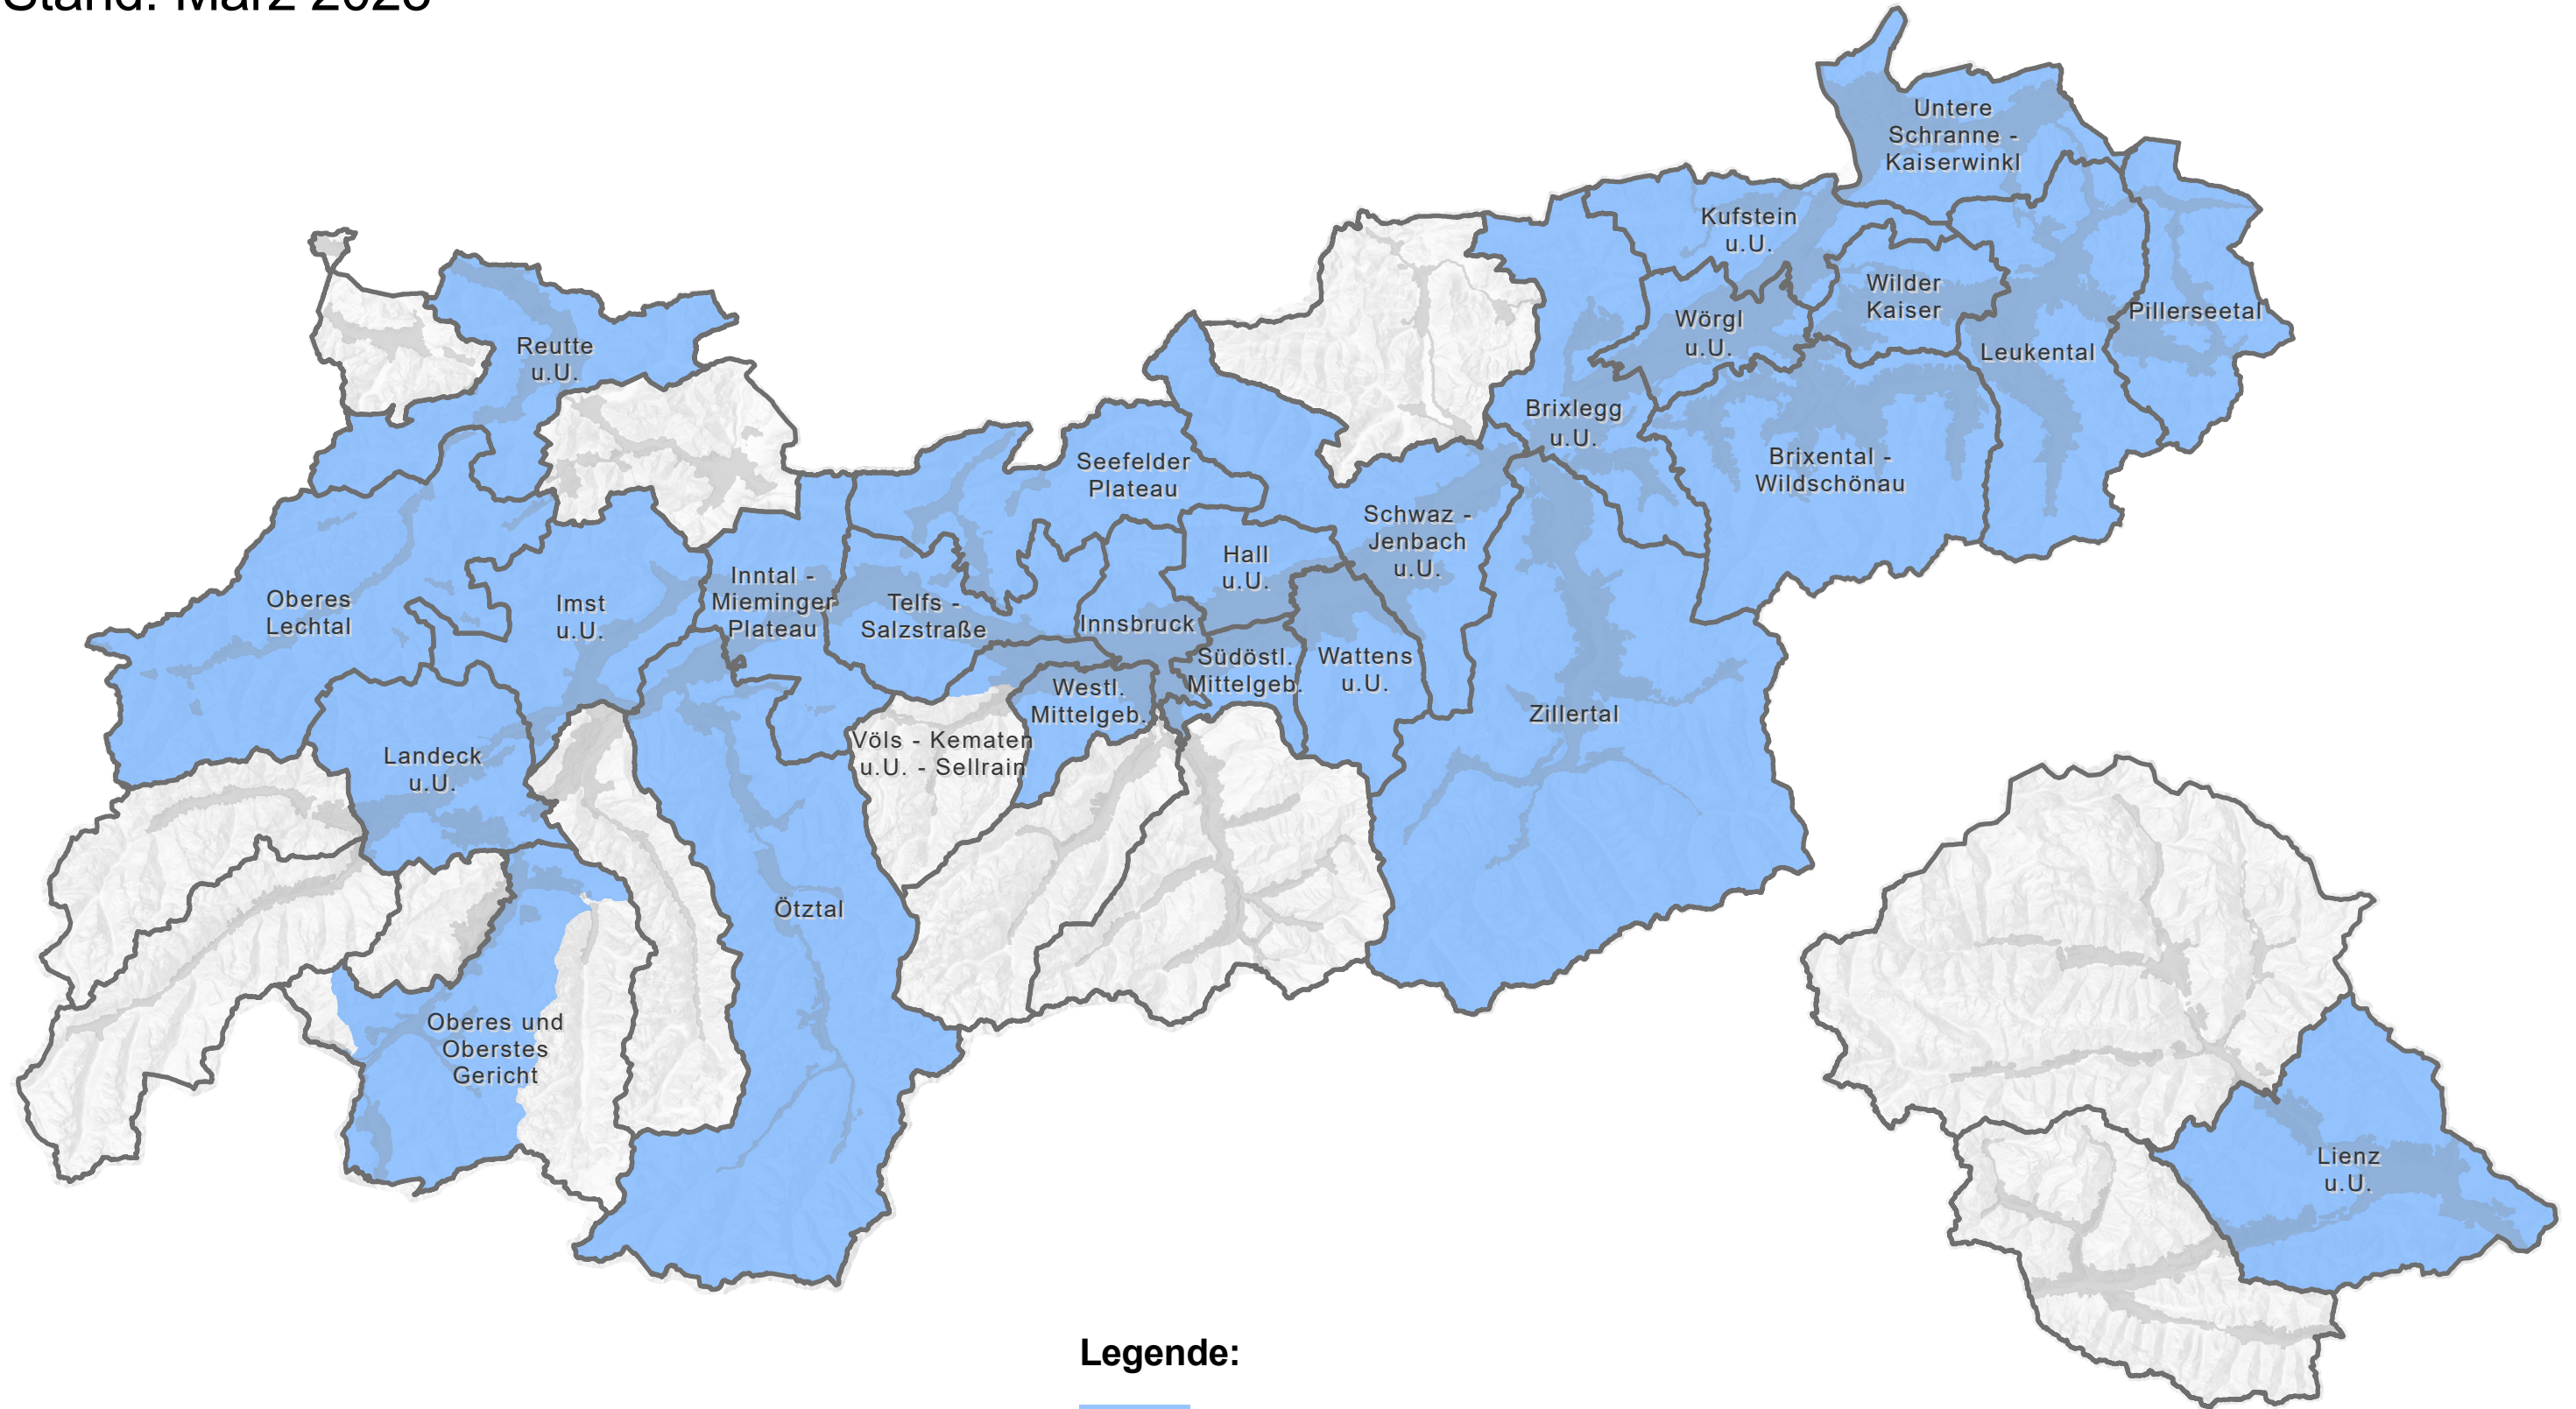 Untere
Schranne -
Kaiserwinkl
Kufstein
u.U.
Wilder
Kaiser
Pillerseetal
Wörgl
u.U.
Leukental
Reutte
u.U.
Brixlegg
u.U.
Brixental -
Wildschönau
Seefelder
Plateau
Schwaz -
Jenbach
u.U.
Hall
u.U.
Inntal -
Mieminger
Plateau
Oberes
Lechtal
Imst
u.U.
Telfs -
Salzstraße
Innsbruck
Südöstl.
Mittelgeb.
Wattens
u.U.
Westl.
Mittelgeb.
Zillertal
Völs - Kematen
u.U. - Sellrain
Landeck
u.U.
Ötztal
Oberes und
Oberstes
Gericht
Lienz
u.U.
Legende: